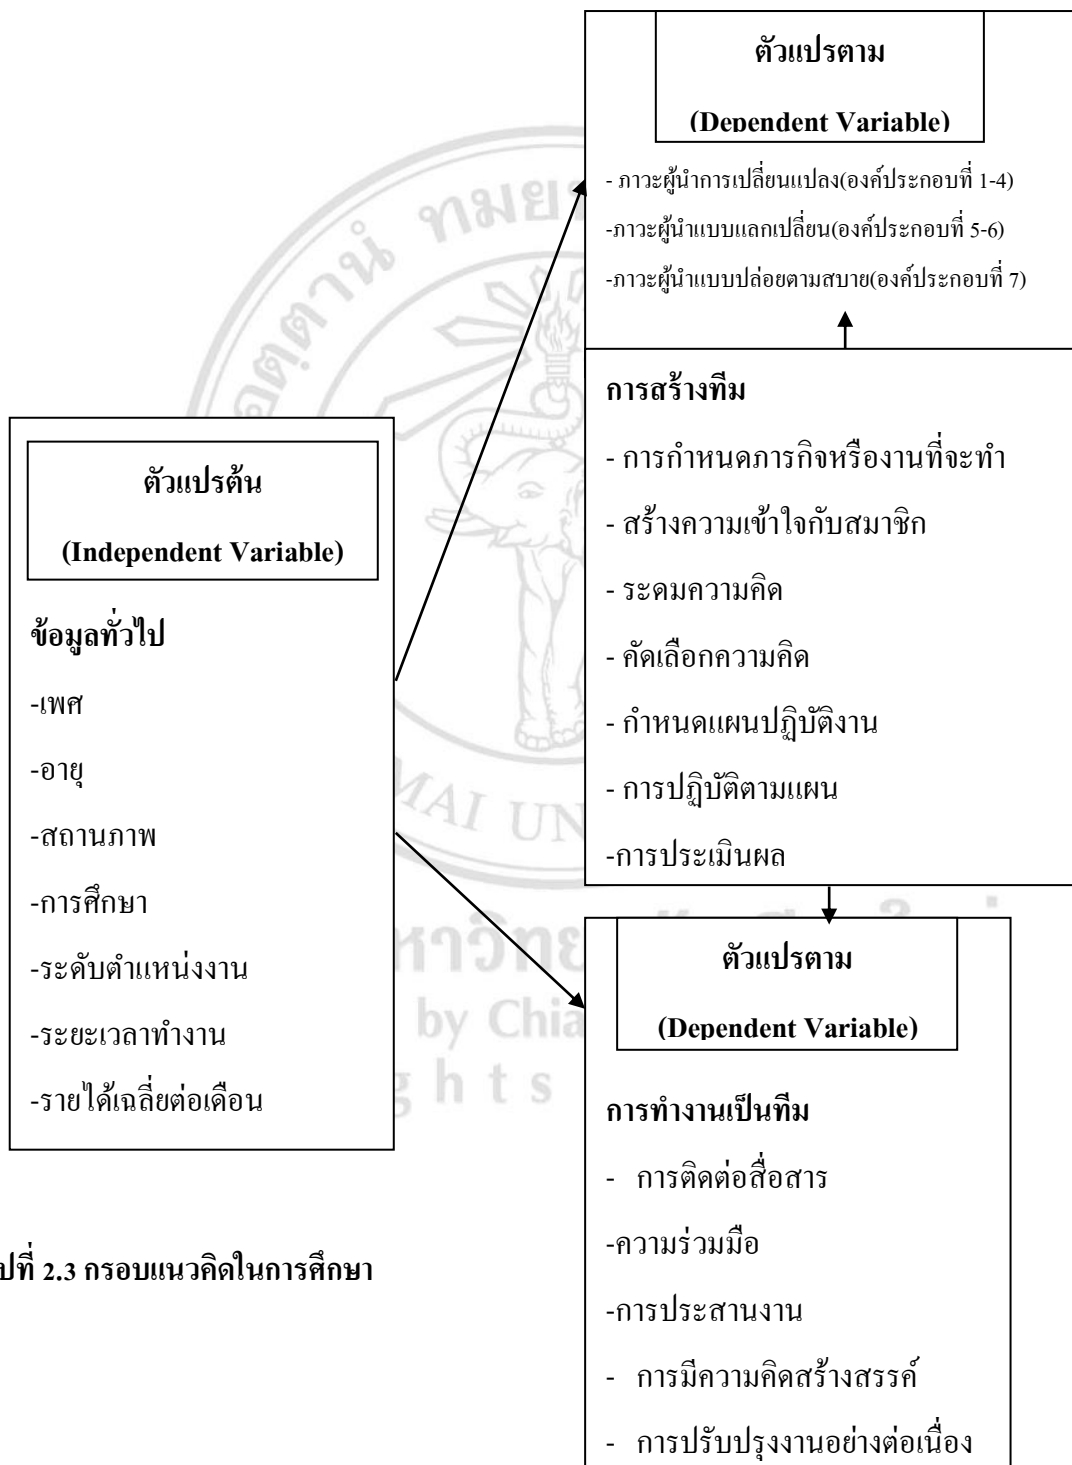 ตัวแปรตาม
(Dependent Variable)
- ภาวะผู้นำการเปลี่ยนแปลง(องค์ประกอบที่ 1-4)
-ภาวะผู้นำแบบแลกเปลี่ยน(องค์ประกอบที่ 5-6)
-ภาวะผู้นำแบบปล่อยตามสบาย(องค์ประกอบที่ 7)
การสร้างทีม
- การกำหนดภารกิจหรืองานที่จะทำ
- สร้างความเข้าใจกับสมาชิก
- ระดมความคิด
- คัดเลือกความคิด
- กำหนดแผนปฏิบัติงาน
- การปฏิบัติตามแผน
-การประเมินผล
ตัวแปรต้น
(Independent Variable)
ข้อมูลทั่วไป
-เพศ
-อายุ
-สถานภาพ
-การศึกษา
-ระดับตำแหน่งงาน
-ระยะเวลาทำงาน
-รายได้เฉลี่ยต่อเดือน
ตัวแปรตาม
(Dependent Variable)
การทำงานเป็นทีม
- การติดต่อสื่อสาร
-ความร่วมมือ
-การประสานงาน
- การมีความคิดสร้างสรรค์
- การปรับปรุงงานอย่างต่อเนื่อง
ปที่ 2.3 กรอบแนวคิดในการศึกษา
by